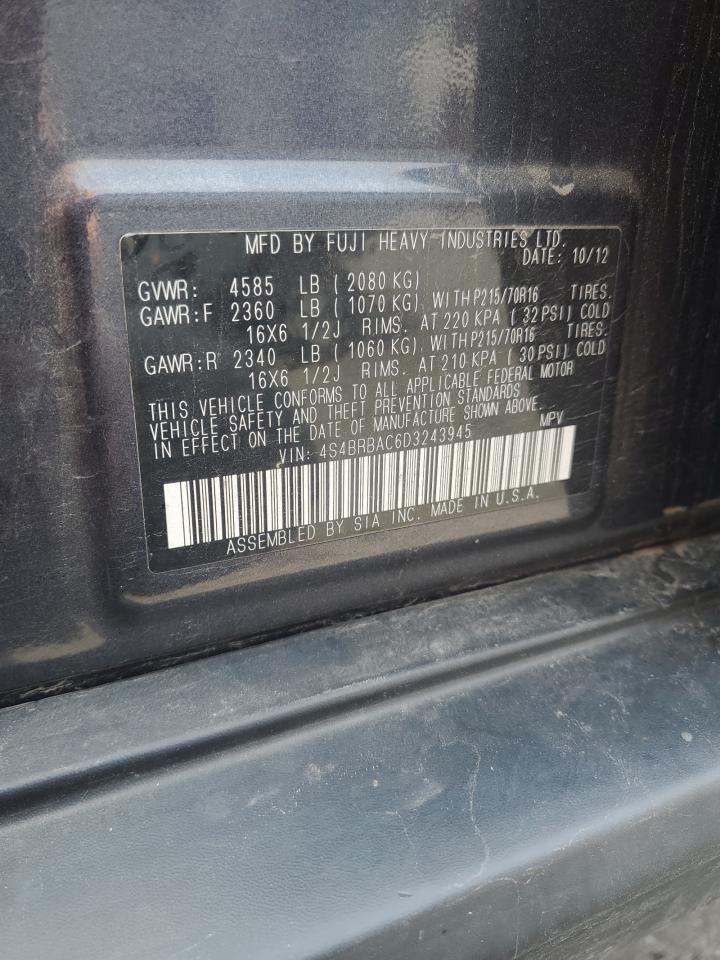 MFD BY FUJI HEAVY INDUSTRIES LTD.
DATE: 10/12
GVWR: 4585 LB ( 2080 KG)
GAWR:F 2360 LB ( 1070 KG), WITH P215/70R16 TIRES.
16X6 1/2J RIMS. AT 220 KPA ( 32 PSI) COLD
GAWR:R 2340 LB ( 1060 KG), WITH P215/70R16 TIRES.
16X6 1/2J RIMS. AT 210 KPA ( 30 PSI) COLD
THIS VEHICLE CONFORMS TO ALL APPLICABLE FEDERAL MOTOR
VEHICLE SAFETY AND THEFT PREVENTION STANDARDS
IN EFFECT ON THE DATE OF MANUFACTURE SHOWN ABOVE.
VIN: 4S4BRBAC6D3243945 MPV
ASSEMBLED BY SIA INC. MADE IN U.S.A.